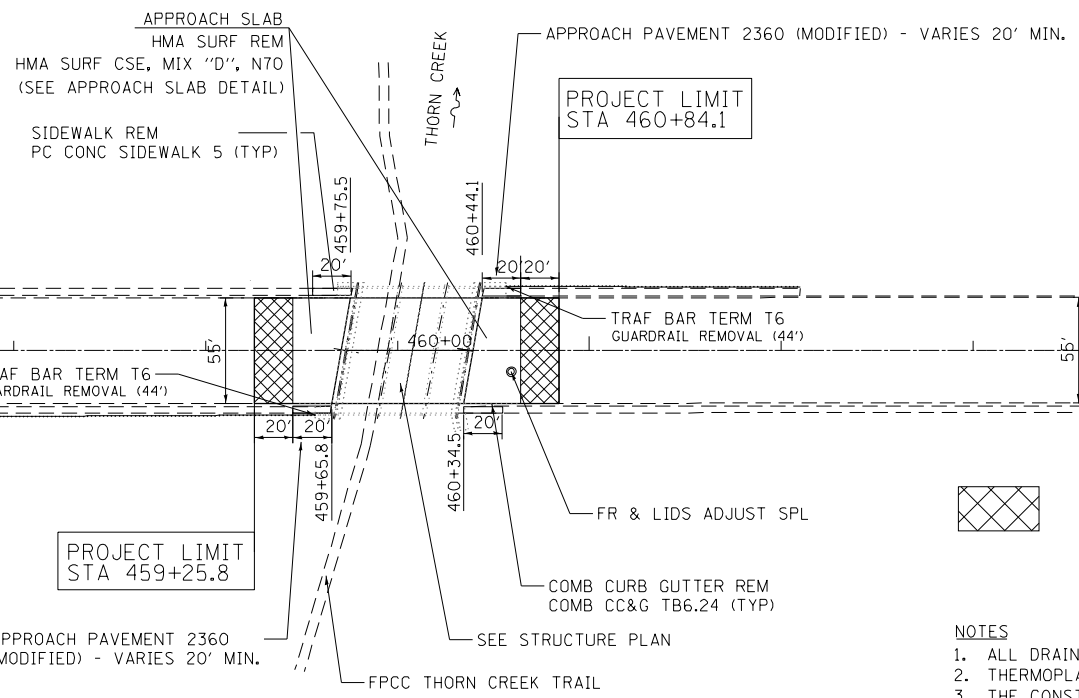 APPROACH SLAB
HMA SURF REM
HMA SURF CSE, MIX "D", N70
(SEE APPROACH SLAB DETAIL)
SIDEWALK REM
PC CONC SIDEWALK 5 (TYP)
THORN CREEK
APPROACH PAVEMENT 2360 (MODIFIED) - VARIES 20' MIN.
PROJECT LIMIT
STA 460+84.1
459+75.5
460+44.1
20'
20'
20'
TRAF BAR TERM T6
GUARDRAIL REMOVAL (44')
55'
460+00
55'
AF BAR TERM T6
ARDRAIL REMOVAL (44')
20'
20'
20'
459+65.8
460+34.5
FR & LIDS ADJUST SPL
PROJECT LIMIT
STA 459+25.8
COMB CURB GUTTER REM
COMB CC&G TB6.24 (TYP)
PPROACH PAVEMENT 2360
MODIFIED) - VARIES 20' MIN.
SEE STRUCTURE PLAN
FPCC THORN CREEK TRAIL
NOTES
1. ALL DRAIN
2. THERMOPLA
3. THE CONST